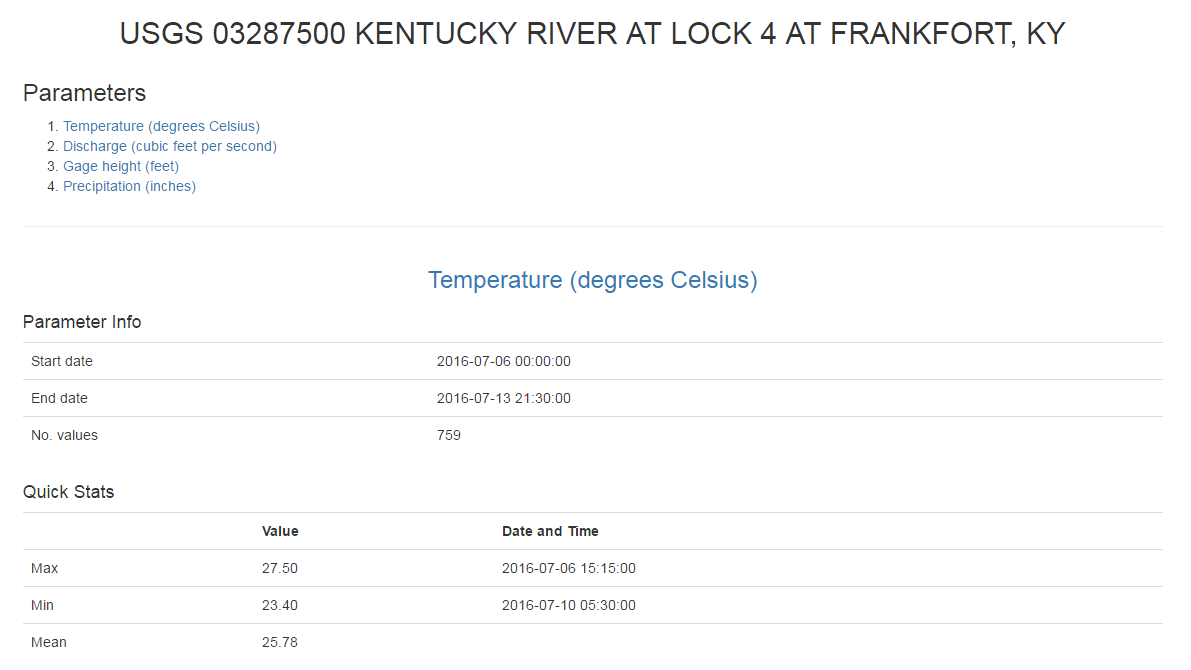 USGS 03287500 KENTUCKY RIVER AT LOCK 4 AT FRANKFORT, KY
Parameters
1. Temperature (degrees Celsius)
2. Discharge (cubic feet per second)
3. Gage height (feet)
4. Precipitation (inches)
Temperature (degrees Celsius)
Parameter Info
Start date 2016-07-06 00:00:00
End date 2016-07-13 21:30:00
No. values 759
Quick Stats
Value Date and Time
Max 27.50 2016-07-06 15:15:00
Min 23.40 2016-07-10 05:30:00
Mean 25.78